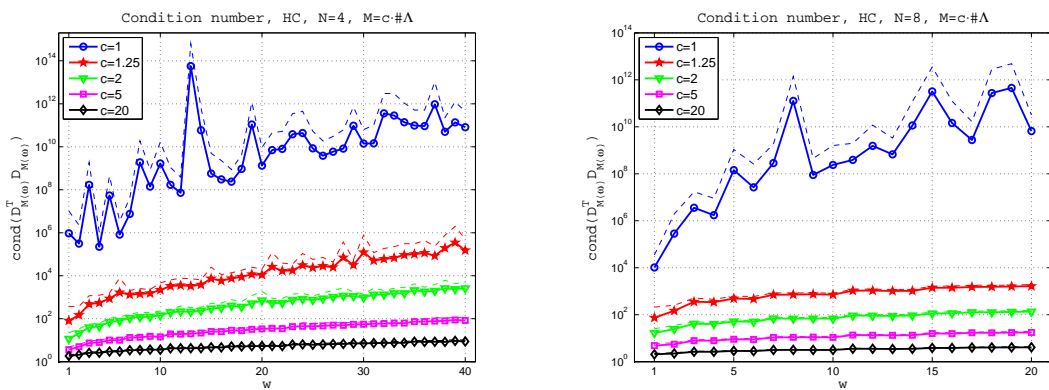 Condition number, HC, N=4, M=c·#Λ
cond(D^T_{M(ω)}D_{M(ω)})
10^14
10^12
10^10
10^8
10^6
10^4
10^2
10^0
c=1
c=1.25
c=2
c=5
c=20
1 10 20 30 40
w
Condition number, HC, N=8, M=c·#Λ
cond(D^T_{M(ω)}D_{M(ω)})
10^14
10^12
10^10
10^8
10^6
10^4
10^2
10^0
c=1
c=1.25
c=2
c=5
c=20
1 5 10 15 20
w